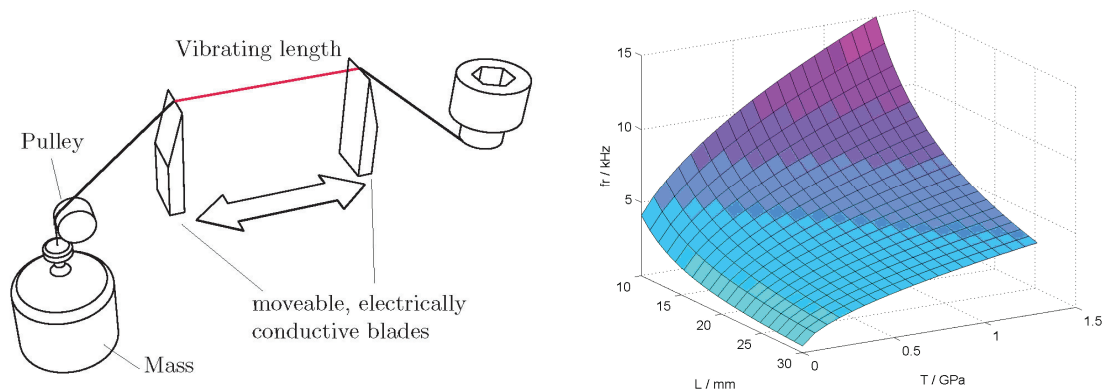 Vibrating length
Pulley
moveable, electrically
conductive blades
Mass
15
10
5
fr / kHz
10
15
20
25
30
L / mm
0
0.5
1
1.5
T / GPa